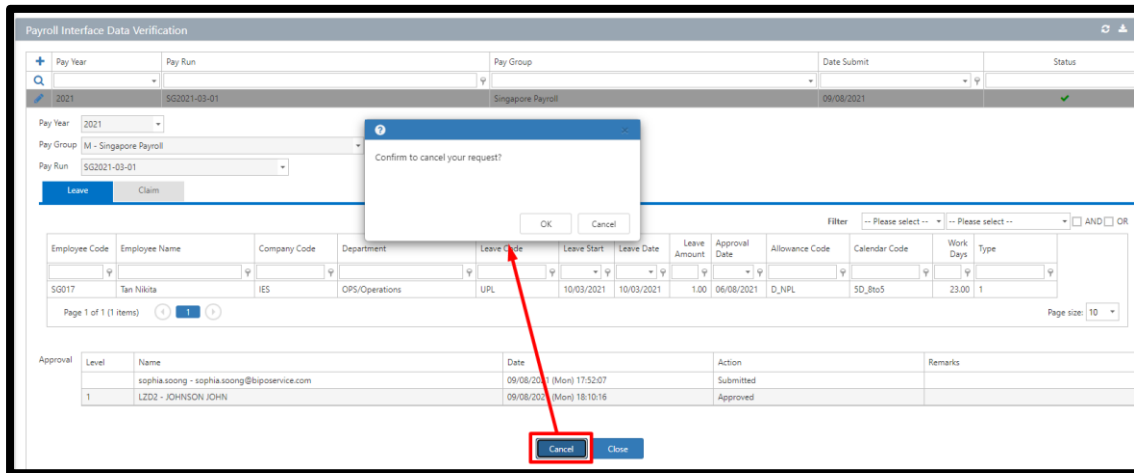 Payroll Interface Data Verification
Pay Year Pay Run Pay Group Date Submit Status
2021 SG2021-03-01 Singapore Payroll 09/08/2021
Pay Year 2021
Pay Group M - Singapore Payroll
Pay Run SG2021-03-01
Confirm to cancel your request?
OK Cancel
Leave Claim
Filter -- Please select -- -- Please select -- AND OR
Employee Code Employee Name Company Code Department Leave Code Leave Start Leave Date Leave Amount Approval Date Allowance Code Calendar Code Work Days Type
SG017 Tan Nikita IES OPS/Operations UPL 10/03/2021 10/03/2021 1.00 06/08/2021 D_NPL 5D_8to5 23.00 1
Page 1 of 1 (1 items) 1 Page size: 10
Approval Level Name Date Action Remarks
sophia.soong - sophia.soong@biposervice.com 09/08/2021 (Mon) 17:52:07 Submitted
1 LZD2 - JOHNSON JOHN 09/08/2021 (Mon) 18:10:16 Approved
Cancel Close